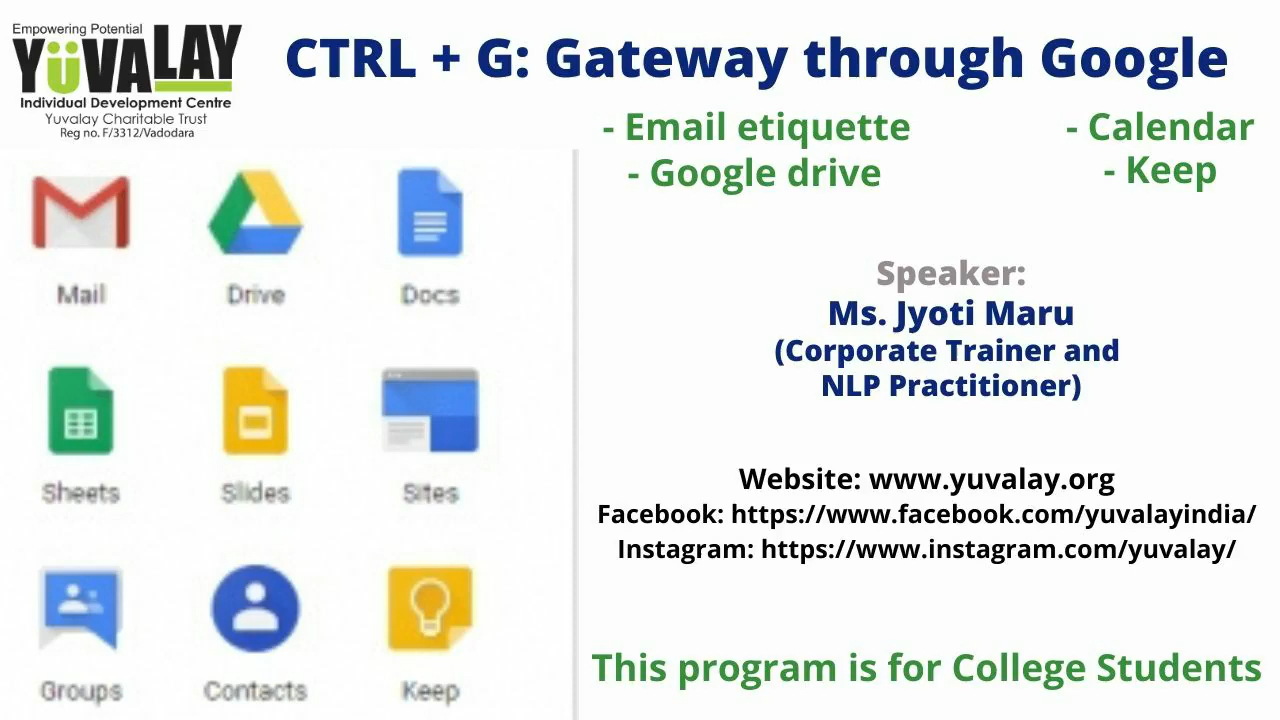 Empowering Potential
YüVALAY
Individual Development Centre
Yuvalay Charitable Trust
Reg no. F/3312/Vadodara
CTRL + G: Gateway through Google
- Email etiquette
- Calendar
- Google drive
- Keep
Mail Drive Docs
Sheets Slides Sites
Groups Contacts Keep
Speaker:
Ms. Jyoti Maru
(Corporate Trainer and
NLP Practitioner)
Website: www.yuvalay.org
Facebook: https://www.facebook.com/yuvalayindia/
Instagram: https://www.instagram.com/yuvalay/
This program is for College Students